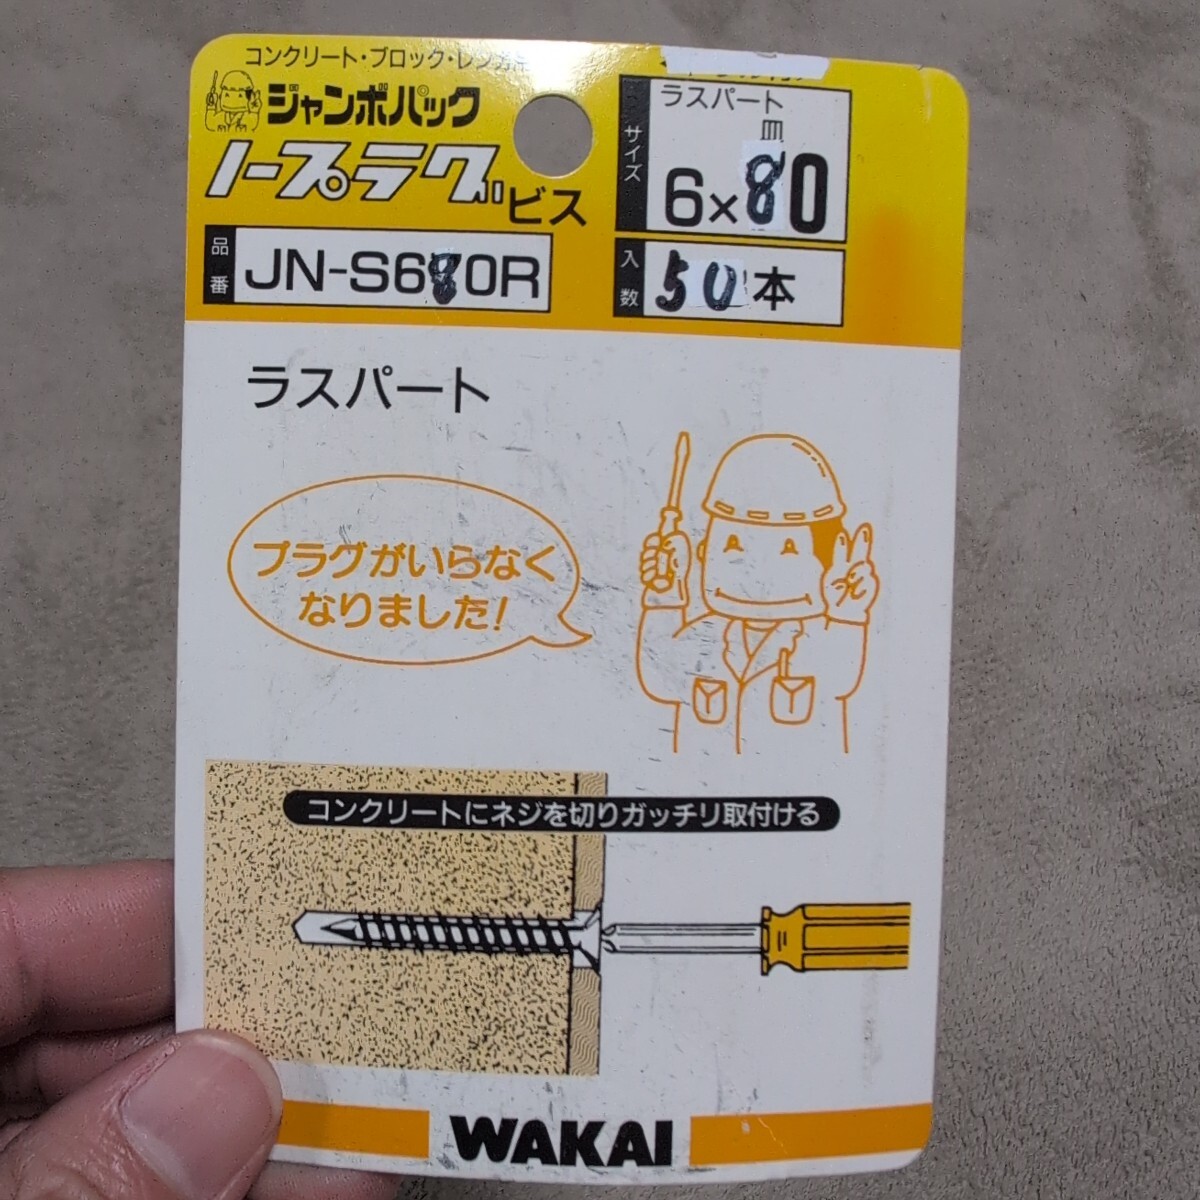 コンクリート・ブロック・レンガ用
ジャンボパック
ノープラグ ビス
品番 JN-S680R
サイズ ラスパート 皿 6×80
入数 50本
ラスパート
プラグがいらなく
なりました!
コンクリートにネジを切りガッチリ取付ける
WAKAI